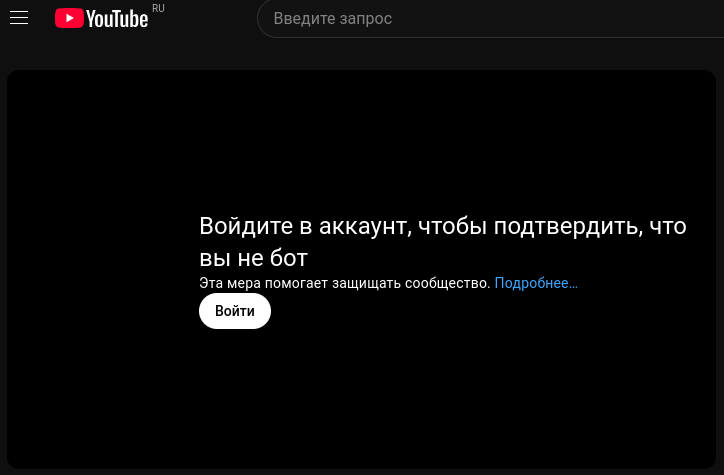 YouTube RU
Введите запрос
Войдите в аккаунт, чтобы подтвердить, что
вы не бот
Эта мера помогает защищать сообщество. Подробнее…
Войти